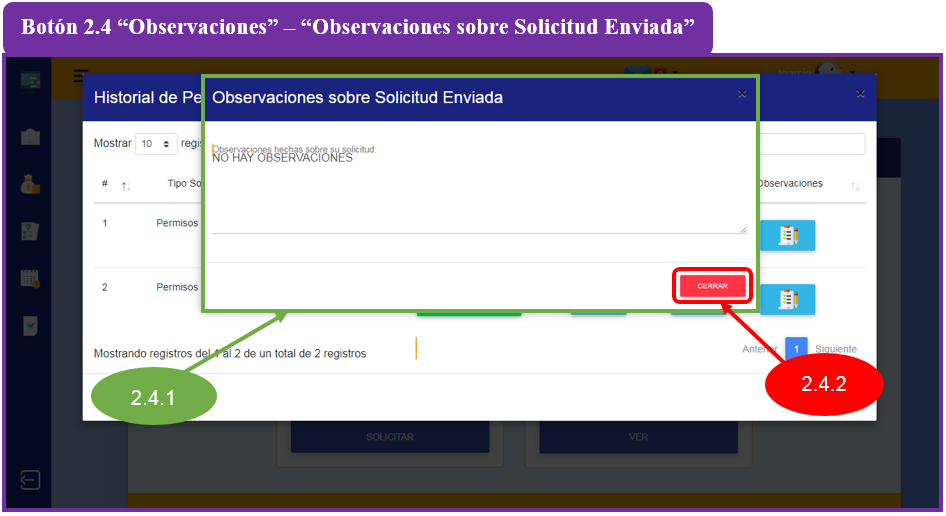 Botón 2.4 “Observaciones” – “Observaciones sobre Solicitud Enviada”
Historial de Pe
Observaciones sobre Solicitud Enviada
×
×
Mostrar 10 regis
Observaciones hechas sobre su solicitud:
NO HAY OBSERVACIONES
# Tipo So
Observaciones
1 Permisos
2 Permisos
CERRAR
Mostrando registros del 1 al 2 de un total de 2 registros
Anterior 1 Siguiente
2.4.1
2.4.2
SOLICITAR
VER